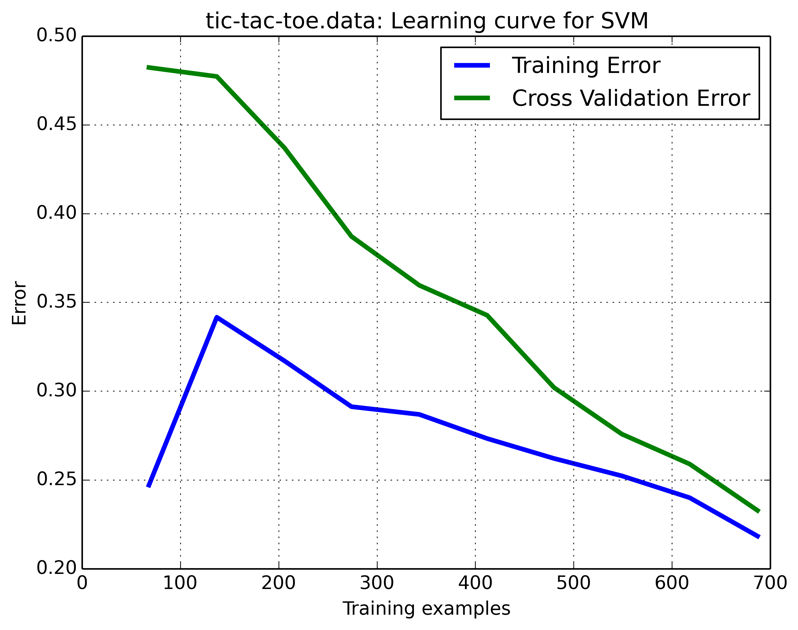 tic-tac-toe.data: Learning curve for SVM
Training Error
Cross Validation Error
Error
0.50
0.45
0.40
0.35
0.30
0.25
0.20
0 100 200 300 400 500 600 700
Training examples